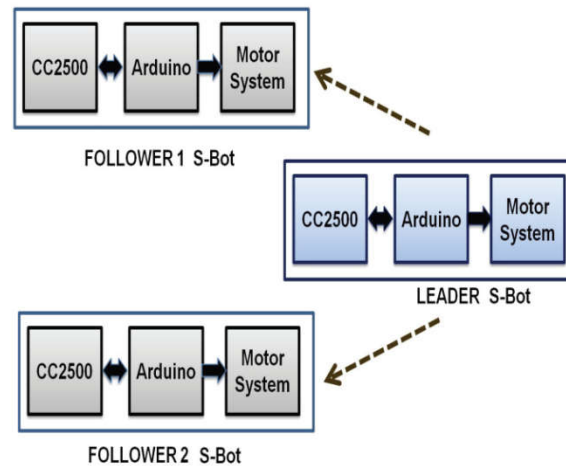 CC2500
Arduino
Motor
System
FOLLOWER 1 S-Bot
CC2500
Arduino
Motor
System
LEADER S-Bot
CC2500
Arduino
Motor
System
FOLLOWER 2 S-Bot